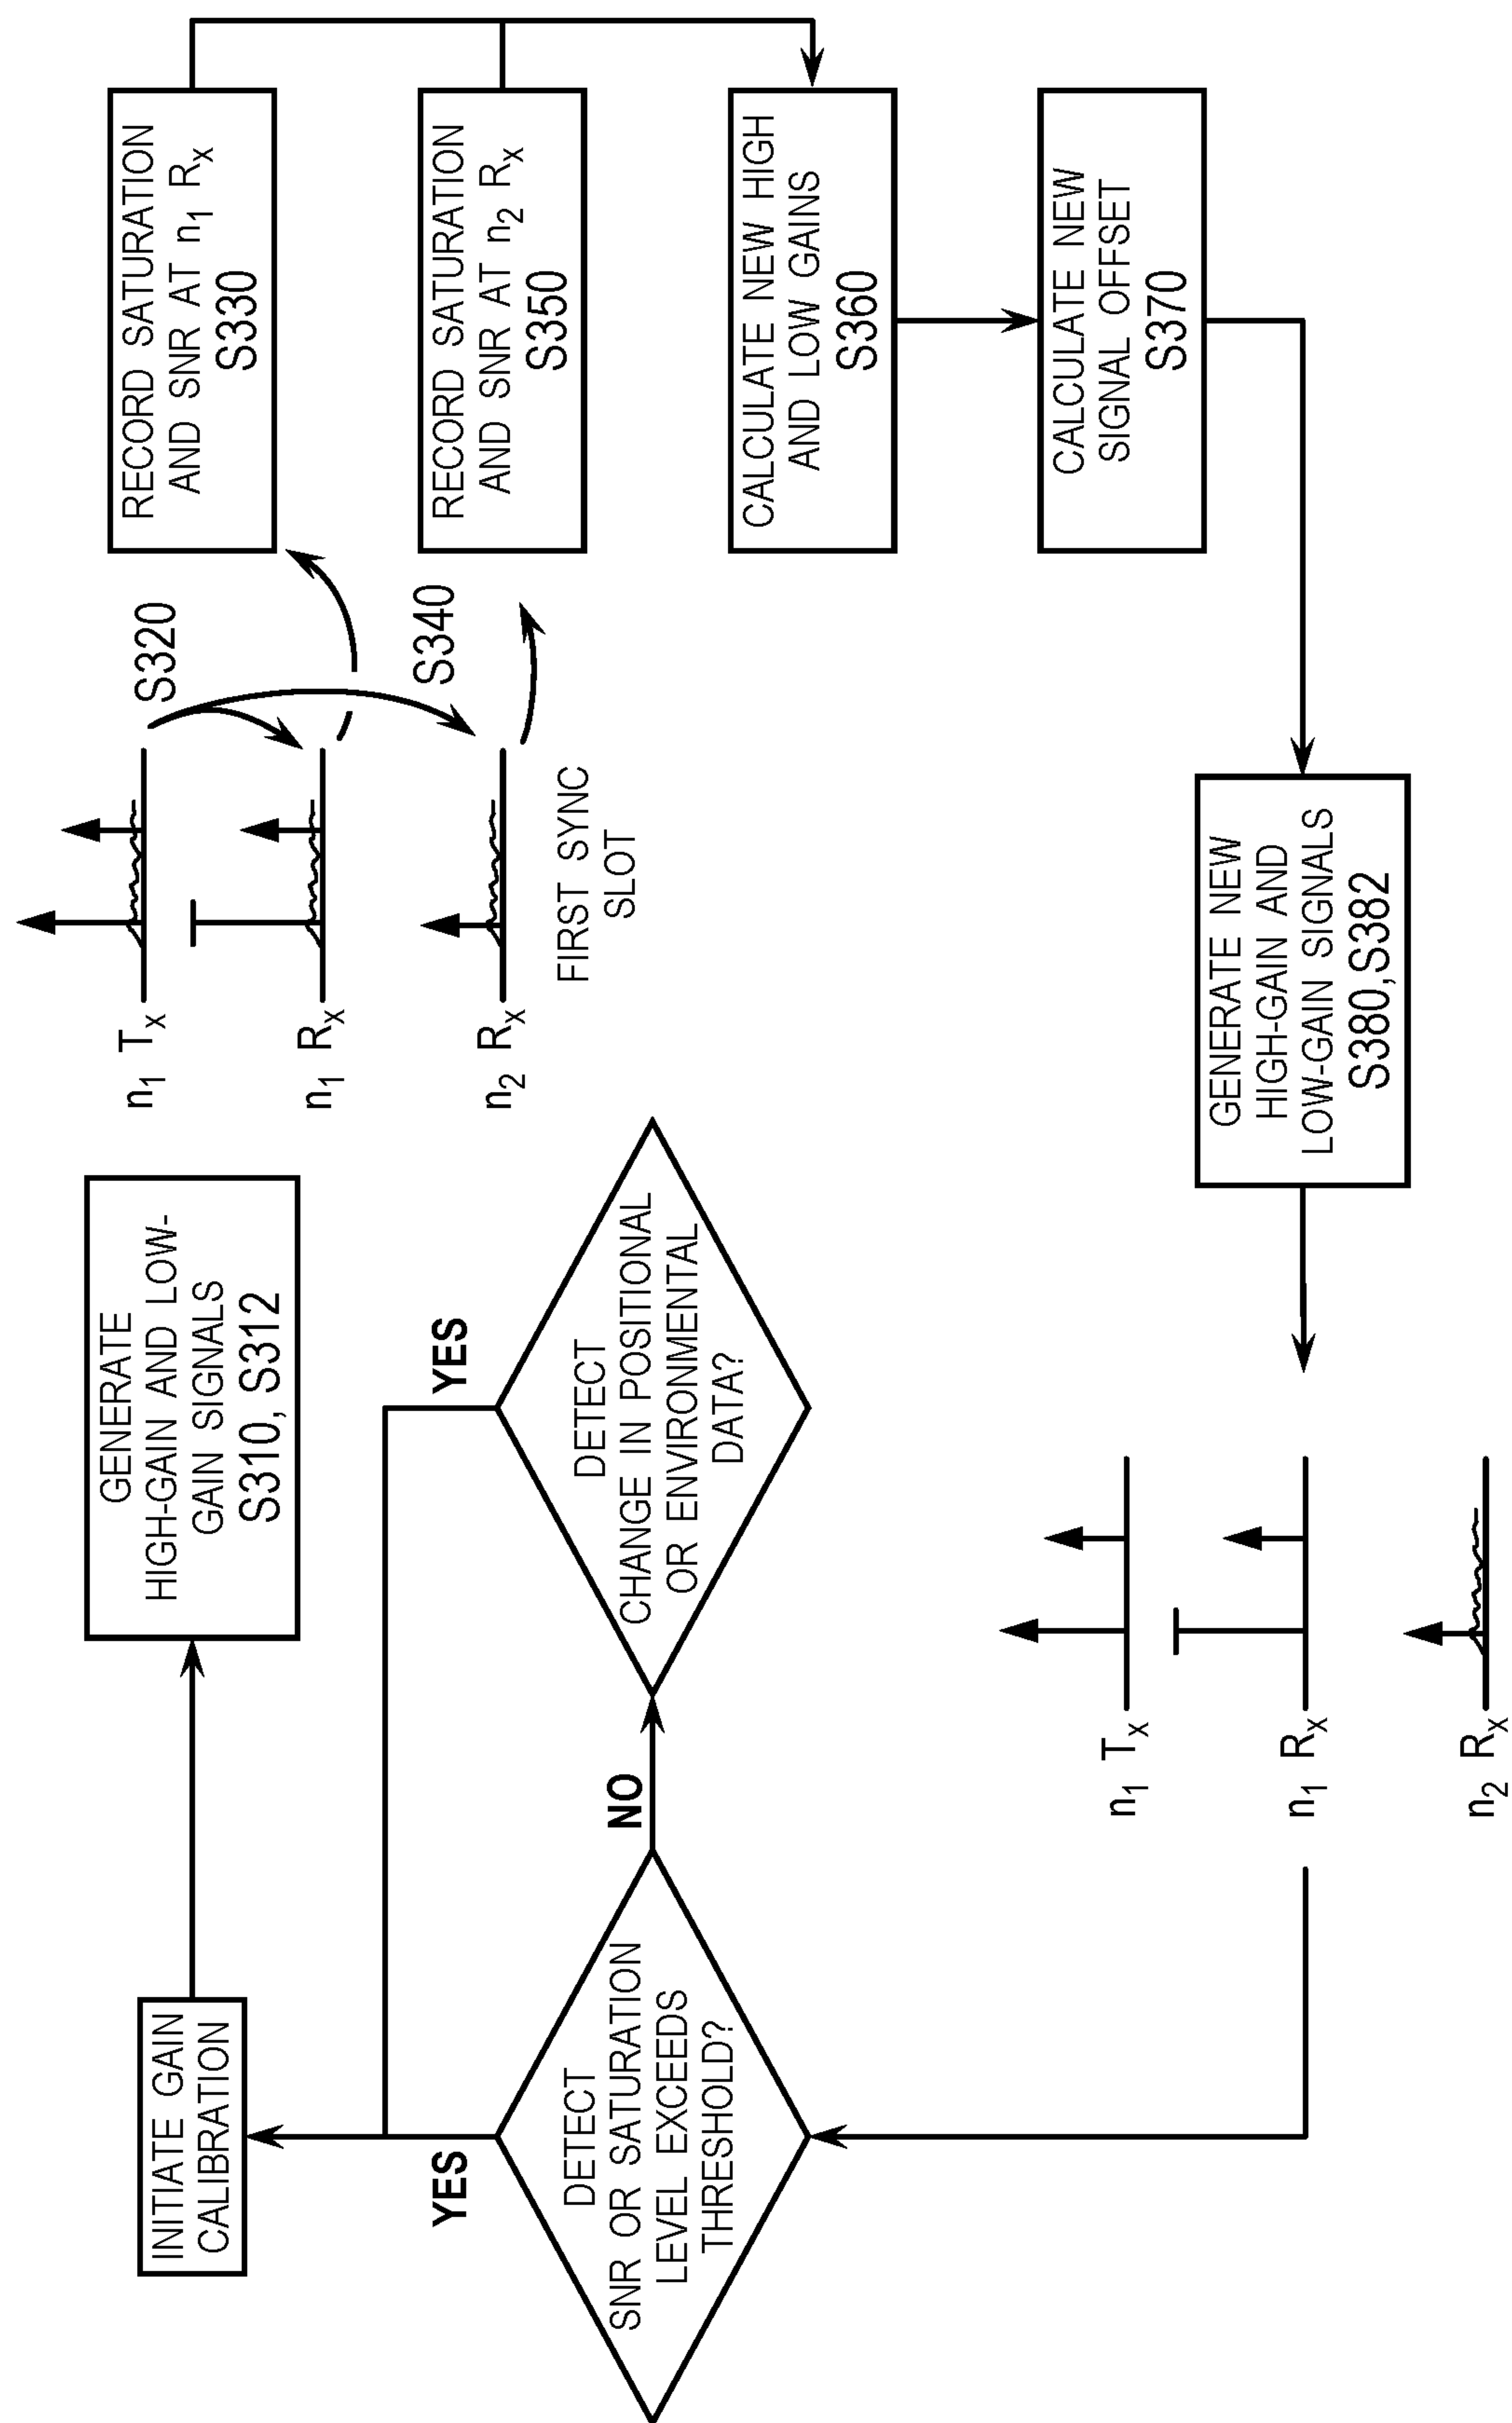 INITIATE GAIN
CALIBRATION
GENERATE
HIGH-GAIN AND LOW-
GAIN SIGNALS
S310, S312
n₁ Tₓ
n₁ Rₓ
n₂ Rₓ
FIRST SYNC
SLOT
S320
S340
RECORD SATURATION
AND SNR AT n₁ Rₓ
S330
RECORD SATURATION
AND SNR AT n₂ Rₓ
S350
CALCULATE NEW HIGH
AND LOW GAINS
S360
CALCULATE NEW
SIGNAL OFFSET
S370
GENERATE NEW
HIGH-GAIN AND
LOW-GAIN SIGNALS
S380,S382
n₁ Tₓ
n₁ Rₓ
n₂ Rₓ
DETECT
SNR OR SATURATION
LEVEL EXCEEDS
THRESHOLD?
YES
NO
DETECT
CHANGE IN POSITIONAL
OR ENVIRONMENTAL
DATA?
YES